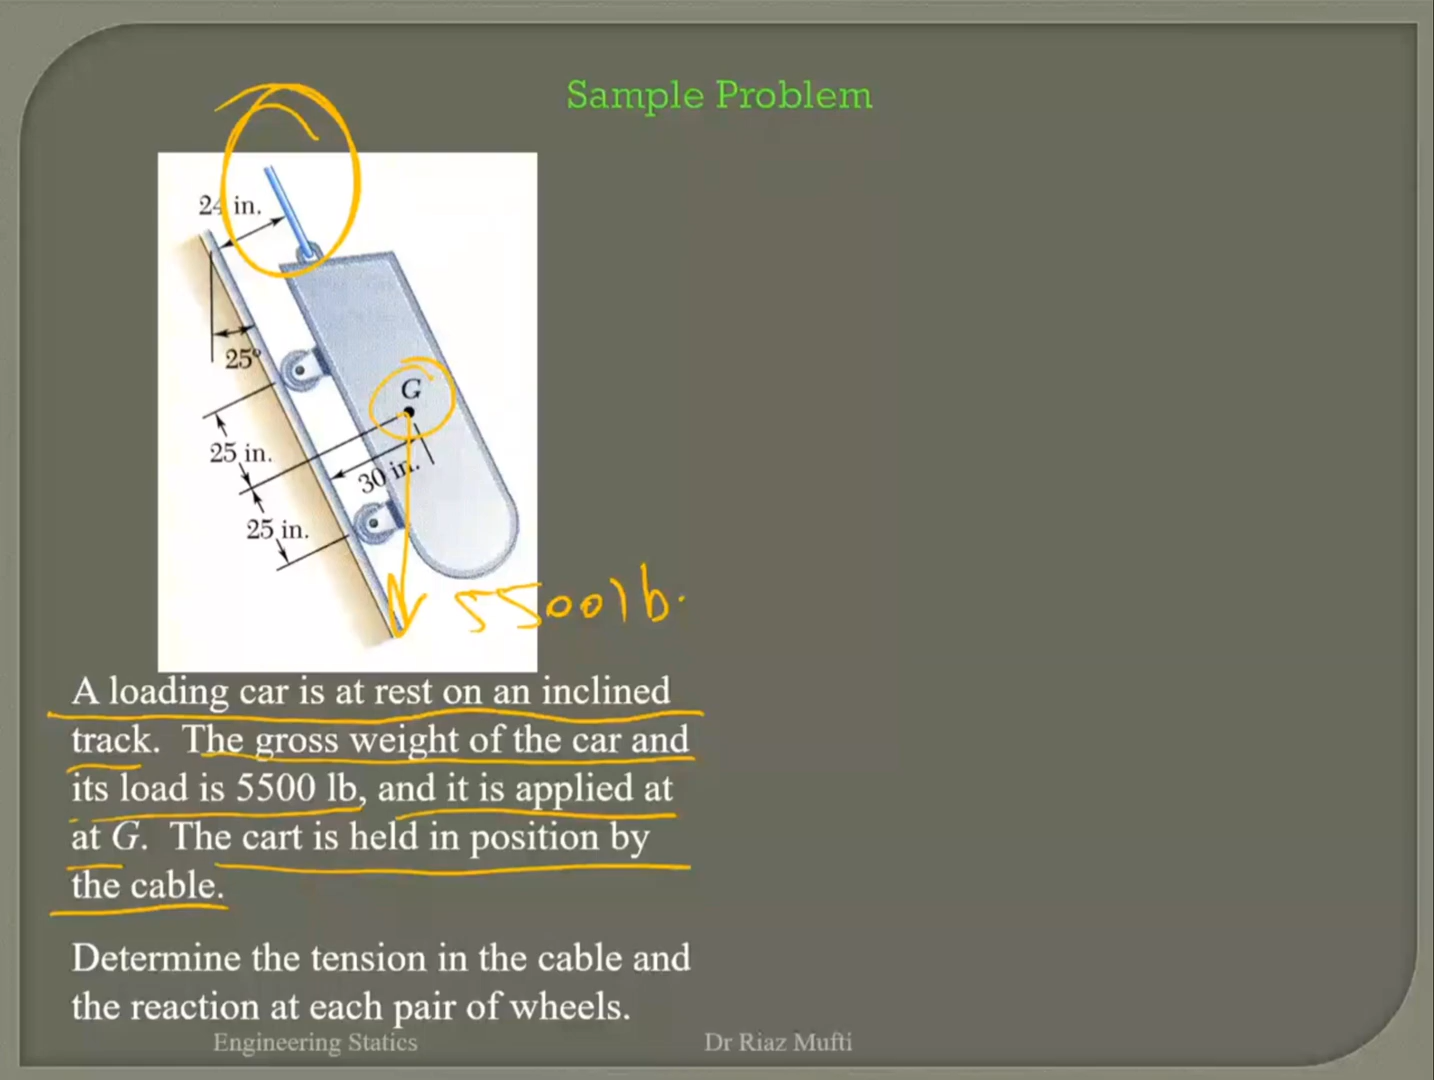 Sample Problem
24 in.
25°
G
25 in.
30 in.
25 in.
5500lb.
A loading car is at rest on an inclined
track. The gross weight of the car and
its load is 5500 lb, and it is applied at
at G. The cart is held in position by
the cable.
Determine the tension in the cable and
the reaction at each pair of wheels.
Engineering Statics
Dr Riaz Mufti